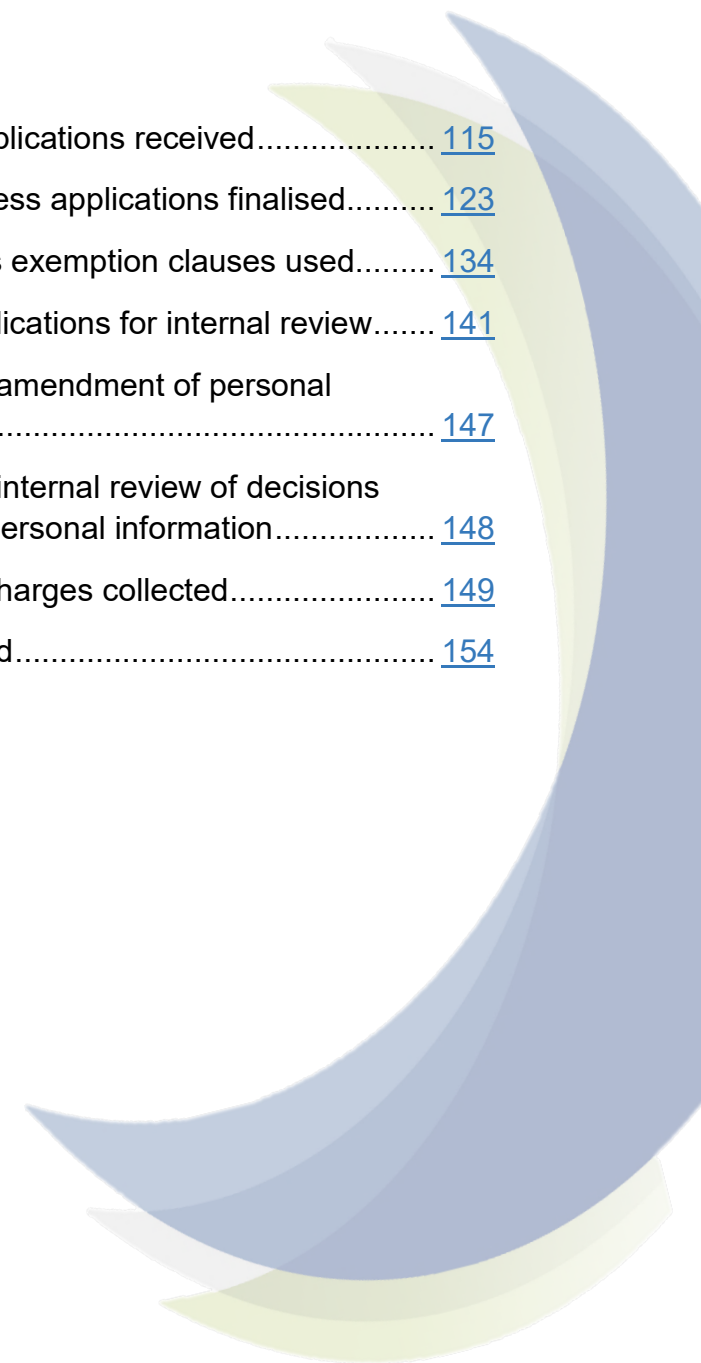 plications received.................... 115
ess applications finalised.......... 123
s exemption clauses used......... 134
lications for internal review....... 141
amendment of personal
................................................. 147
internal review of decisions
personal information.................. 148
harges collected....................... 149
d............................................... 154